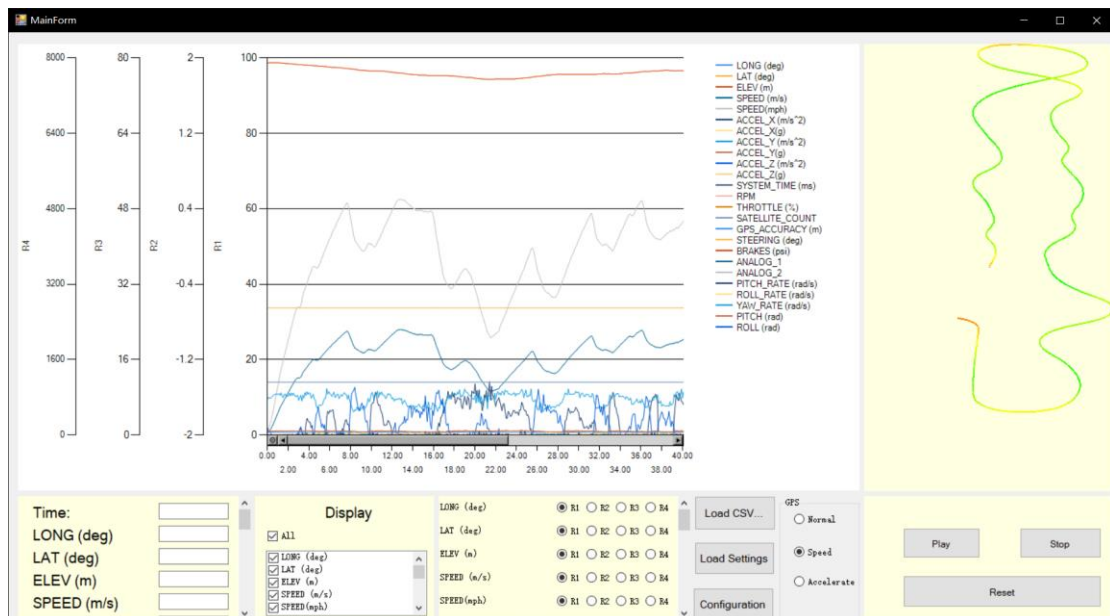 MainForm
8000 80 2 100
6400 64 1.2 80
4800 48 0.4 60
R4 R3 R2 R1
3200 32 -0.4 40
1600 16 -1.2 20
0 0 -2 0
0.00 4.00 8.00 12.00 16.00 20.00 24.00 28.00 32.00 36.00 40.00
2.00 6.00 10.00 14.00 18.00 22.00 26.00 30.00 34.00 38.00
LONG (deg)
LAT (deg)
ELEV (m)
SPEED (m/s)
SPEED(mph)
ACCEL_X (m/s^2)
ACCEL_X(g)
ACCEL_Y (m/s^2)
ACCEL_Y(g)
ACCEL_Z (m/s^2)
ACCEL_Z(g)
SYSTEM_TIME (ms)
RPM
THROTTLE (%)
SATELLITE_COUNT
GPS_ACCURACY (m)
STEERING (deg)
BRAKES (psi)
ANALOG_1
ANALOG_2
PITCH_RATE (rad/s)
ROLL_RATE (rad/s)
YAW_RATE (rad/s)
PITCH (rad)
ROLL (rad)
Time:
LONG (deg)
LAT (deg)
ELEV (m)
SPEED (m/s)
Display
All
LONG (deg)
LAT (deg)
ELEV (m)
SPEED (m/s)
SPEED(mph)
LONG (deg) R1 R2 R3 R4
LAT (deg) R1 R2 R3 R4
ELEV (m) R1 R2 R3 R4
SPEED (m/s) R1 R2 R3 R4
SPEED(mph) R1 R2 R3 R4
Load CSV...
Load Settings
Configuration
GPS
Normal
Speed
Accelerate
Play
Stop
Reset